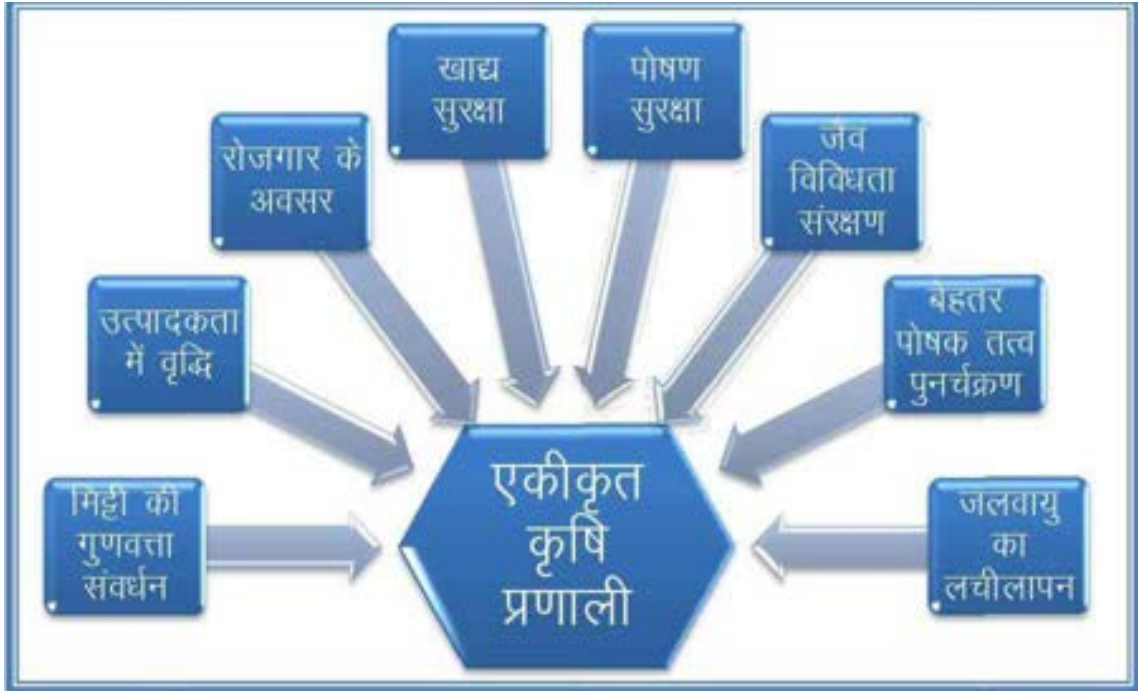 खाद्य
सुरक्षा
पोषण
सुरक्षा
रोजगार के
अवसर
जैव
विविधता
संरक्षण
उत्पादकता
में वृद्धि
बेहतर
पोषक तत्व
पुनर्चक्रण
मिट्टी की
गुणवत्ता
संवर्धन
एकीकृत
कृषि
प्रणाली
जलवायु
का
लचीलापन